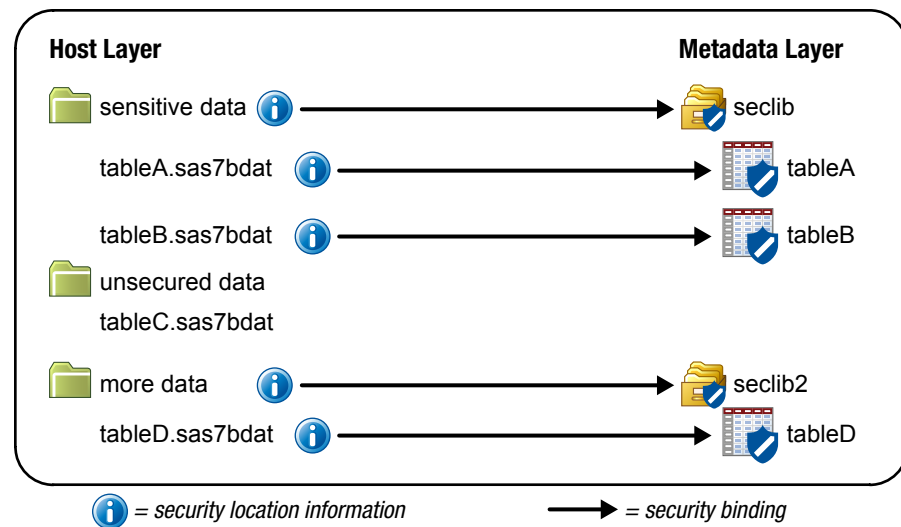 Host Layer Metadata Layer
sensitive data seclib
tableA.sas7bdat tableA
tableB.sas7bdat tableB
unsecured data
tableC.sas7bdat
more data seclib2
tableD.sas7bdat tableD
= security location information = security binding